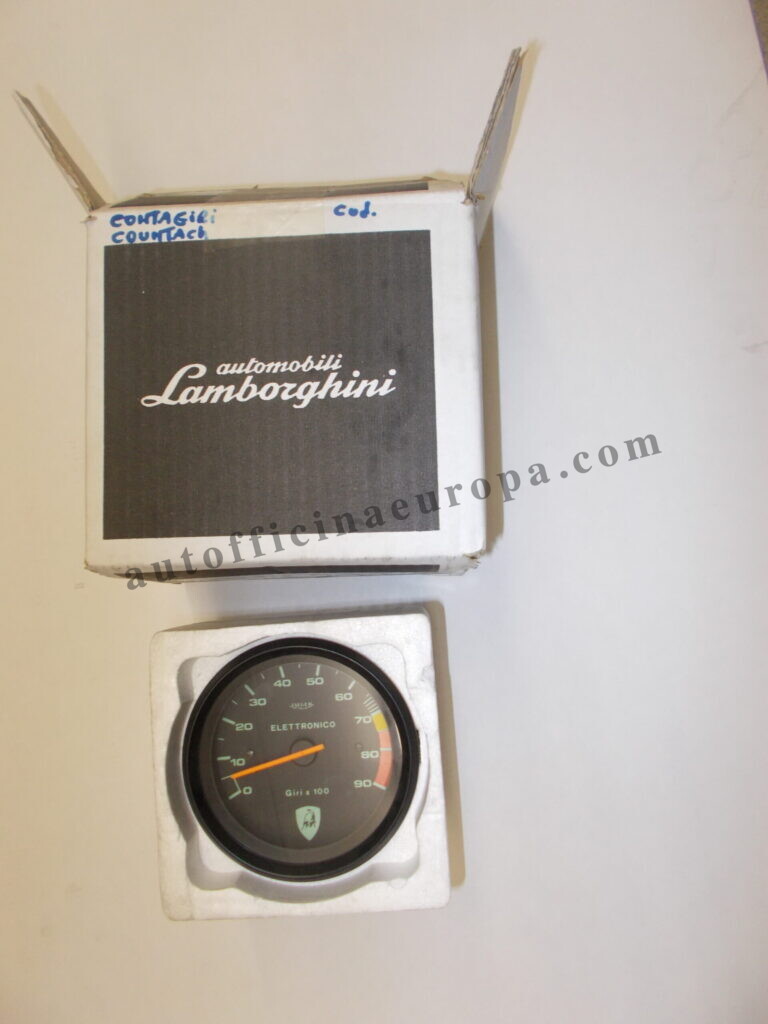 CONTAGIRI
COUNTACH
Cod.
automobili
Lamborghini
autofficinaeuropa.com
40 50
30 60
20 70
10 80
0 90
ELETTRONICO
Giri x 100